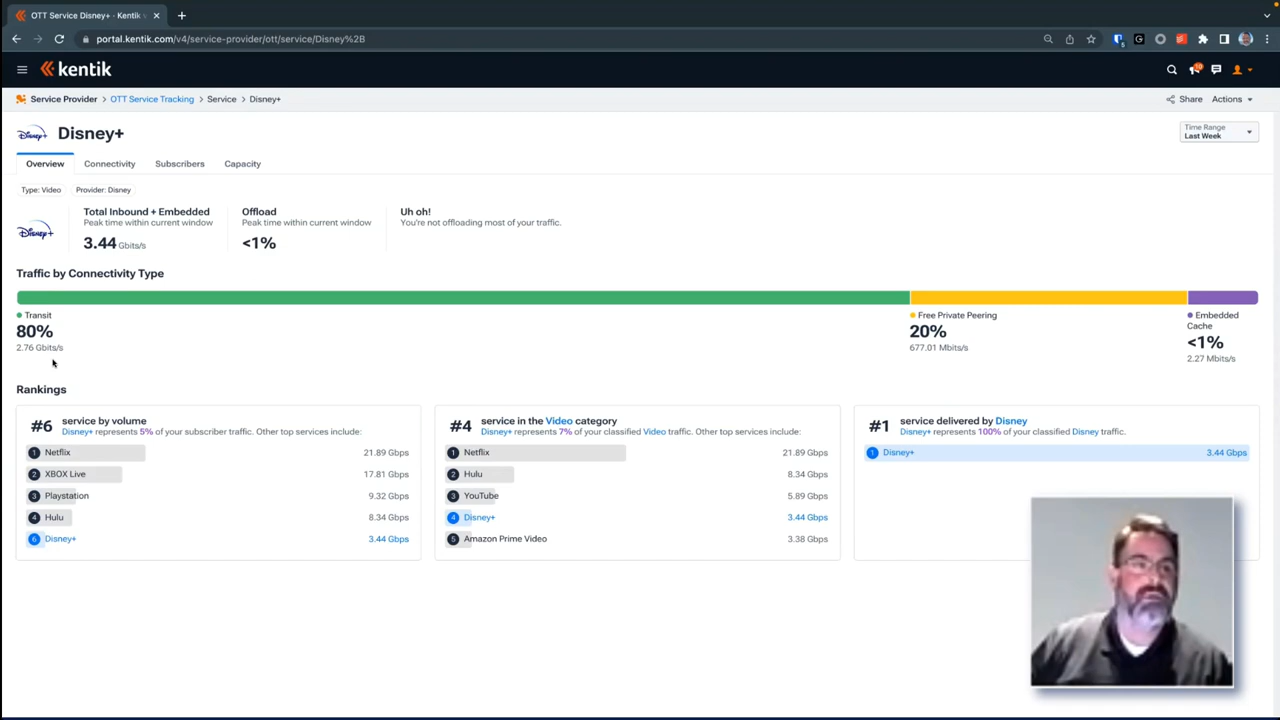 OTT Service Disney+ · Kentik
portal.kentik.com/v4/service-provider/ott/service/Disney%2B
kentik
Service Provider > OTT Service Tracking > Service > Disney+
Share Actions
Disney+ Disney+
Time Range
Last Week
Overview Connectivity Subscribers Capacity
Type: Video Provider: Disney
Disney+
Total Inbound + Embedded
Peak time within current window
3.44 Gbits/s
Offload
Peak time within current window
<1%
Uh oh!
You're not offloading most of your traffic.
Traffic by Connectivity Type
Transit
80%
2.76 Gbits/s
Free Private Peering
20%
677.01 Mbits/s
Embedded
Cache
<1%
2.27 Mbits/s
Rankings
#6 service by volume
Disney+ represents 5% of your subscriber traffic. Other top services include:
1 Netflix 21.89 Gbps
2 XBOX Live 17.81 Gbps
3 Playstation 9.32 Gbps
4 Hulu 8.34 Gbps
6 Disney+ 3.44 Gbps
#4 service in the Video category
Disney+ represents 7% of your classified Video traffic. Other top services include:
1 Netflix 21.89 Gbps
2 Hulu 8.34 Gbps
3 YouTube 5.89 Gbps
4 Disney+ 3.44 Gbps
5 Amazon Prime Video 3.38 Gbps
#1 service delivered by Disney
Disney+ represents 100% of your classified Disney traffic.
1 Disney+ 3.44 Gbps